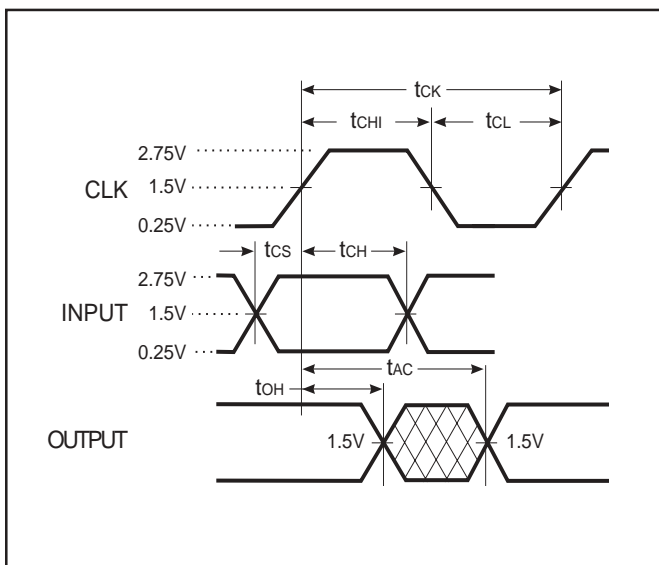 tCK
tCHI tCL
2.75V
CLK 1.5V
0.25V
tCS tCH
2.75V
INPUT 1.5V
0.25V
tAC
tOH
OUTPUT 1.5V 1.5V